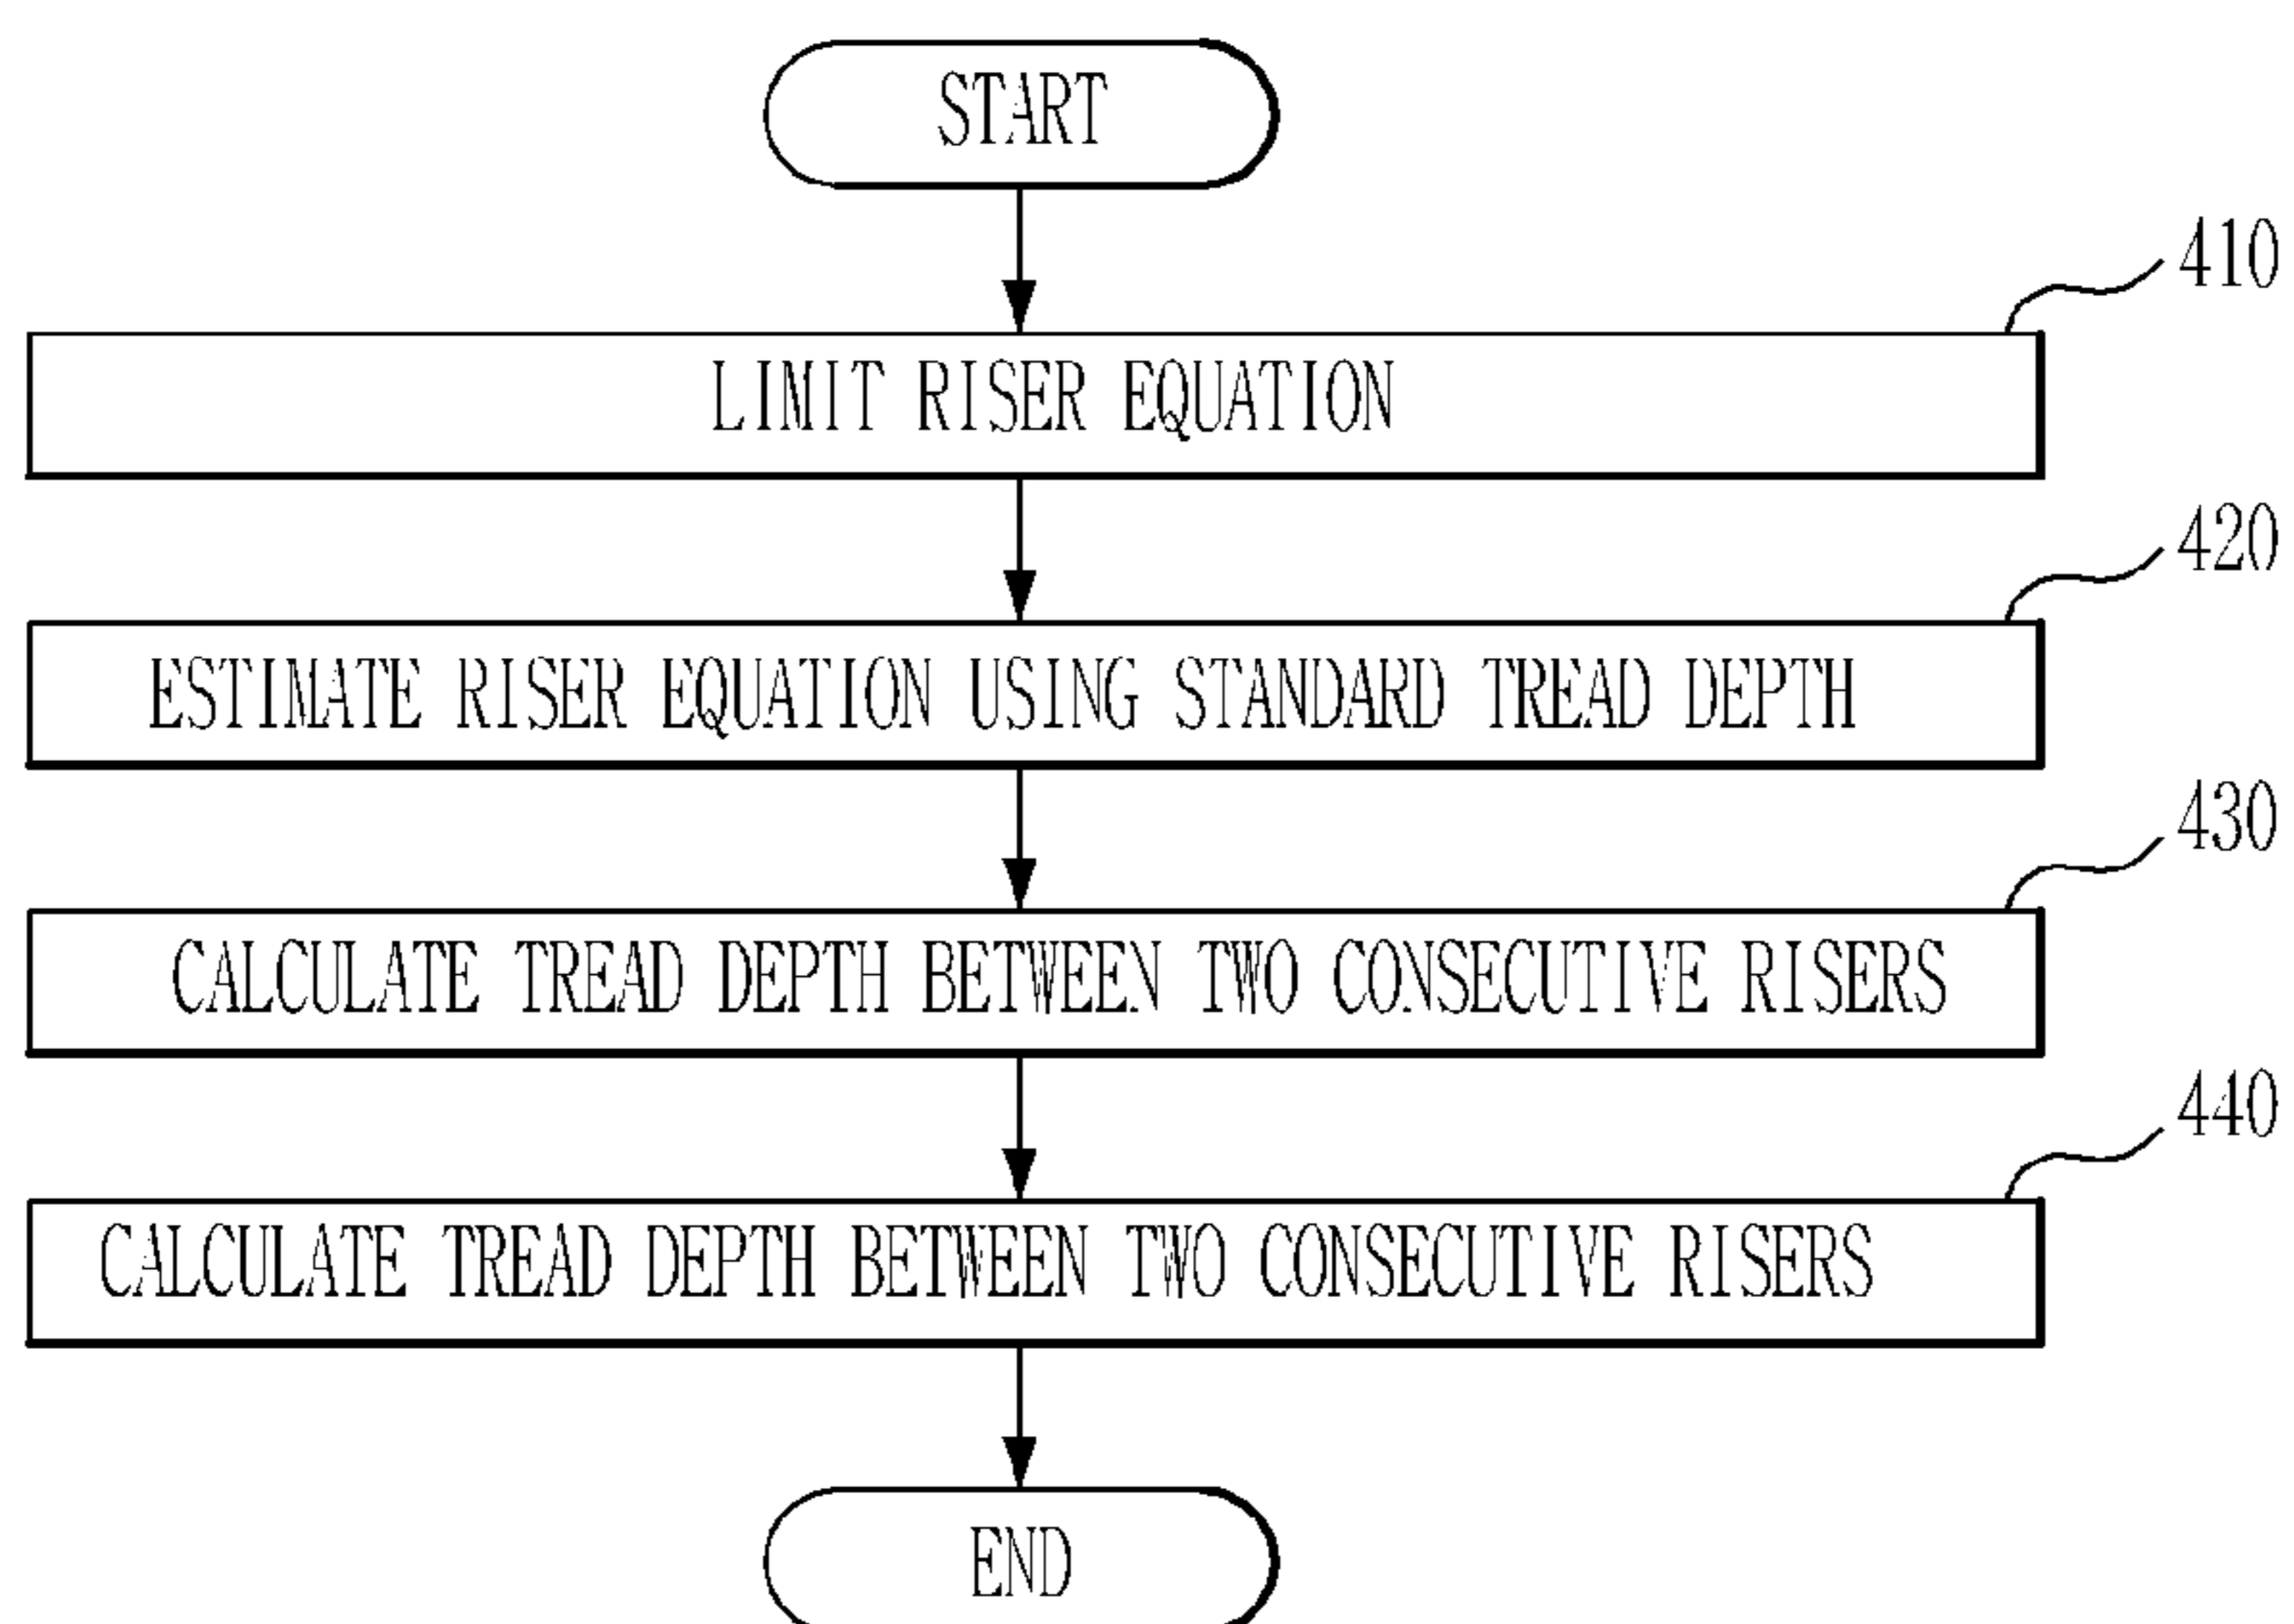 START
410
LIMIT RISER EQUATION
420
ESTIMATE RISER EQUATION USING STANDARD TREAD DEPTH
430
CALCULATE TREAD DEPTH BETWEEN TWO CONSECUTIVE RISERS
440
CALCULATE TREAD DEPTH BETWEEN TWO CONSECUTIVE RISERS
END